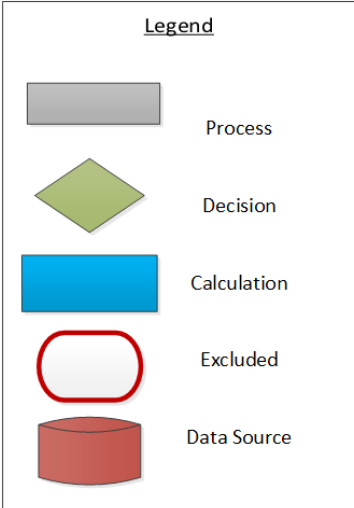 Legend
Process
Decision
Calculation
Excluded
Data Source